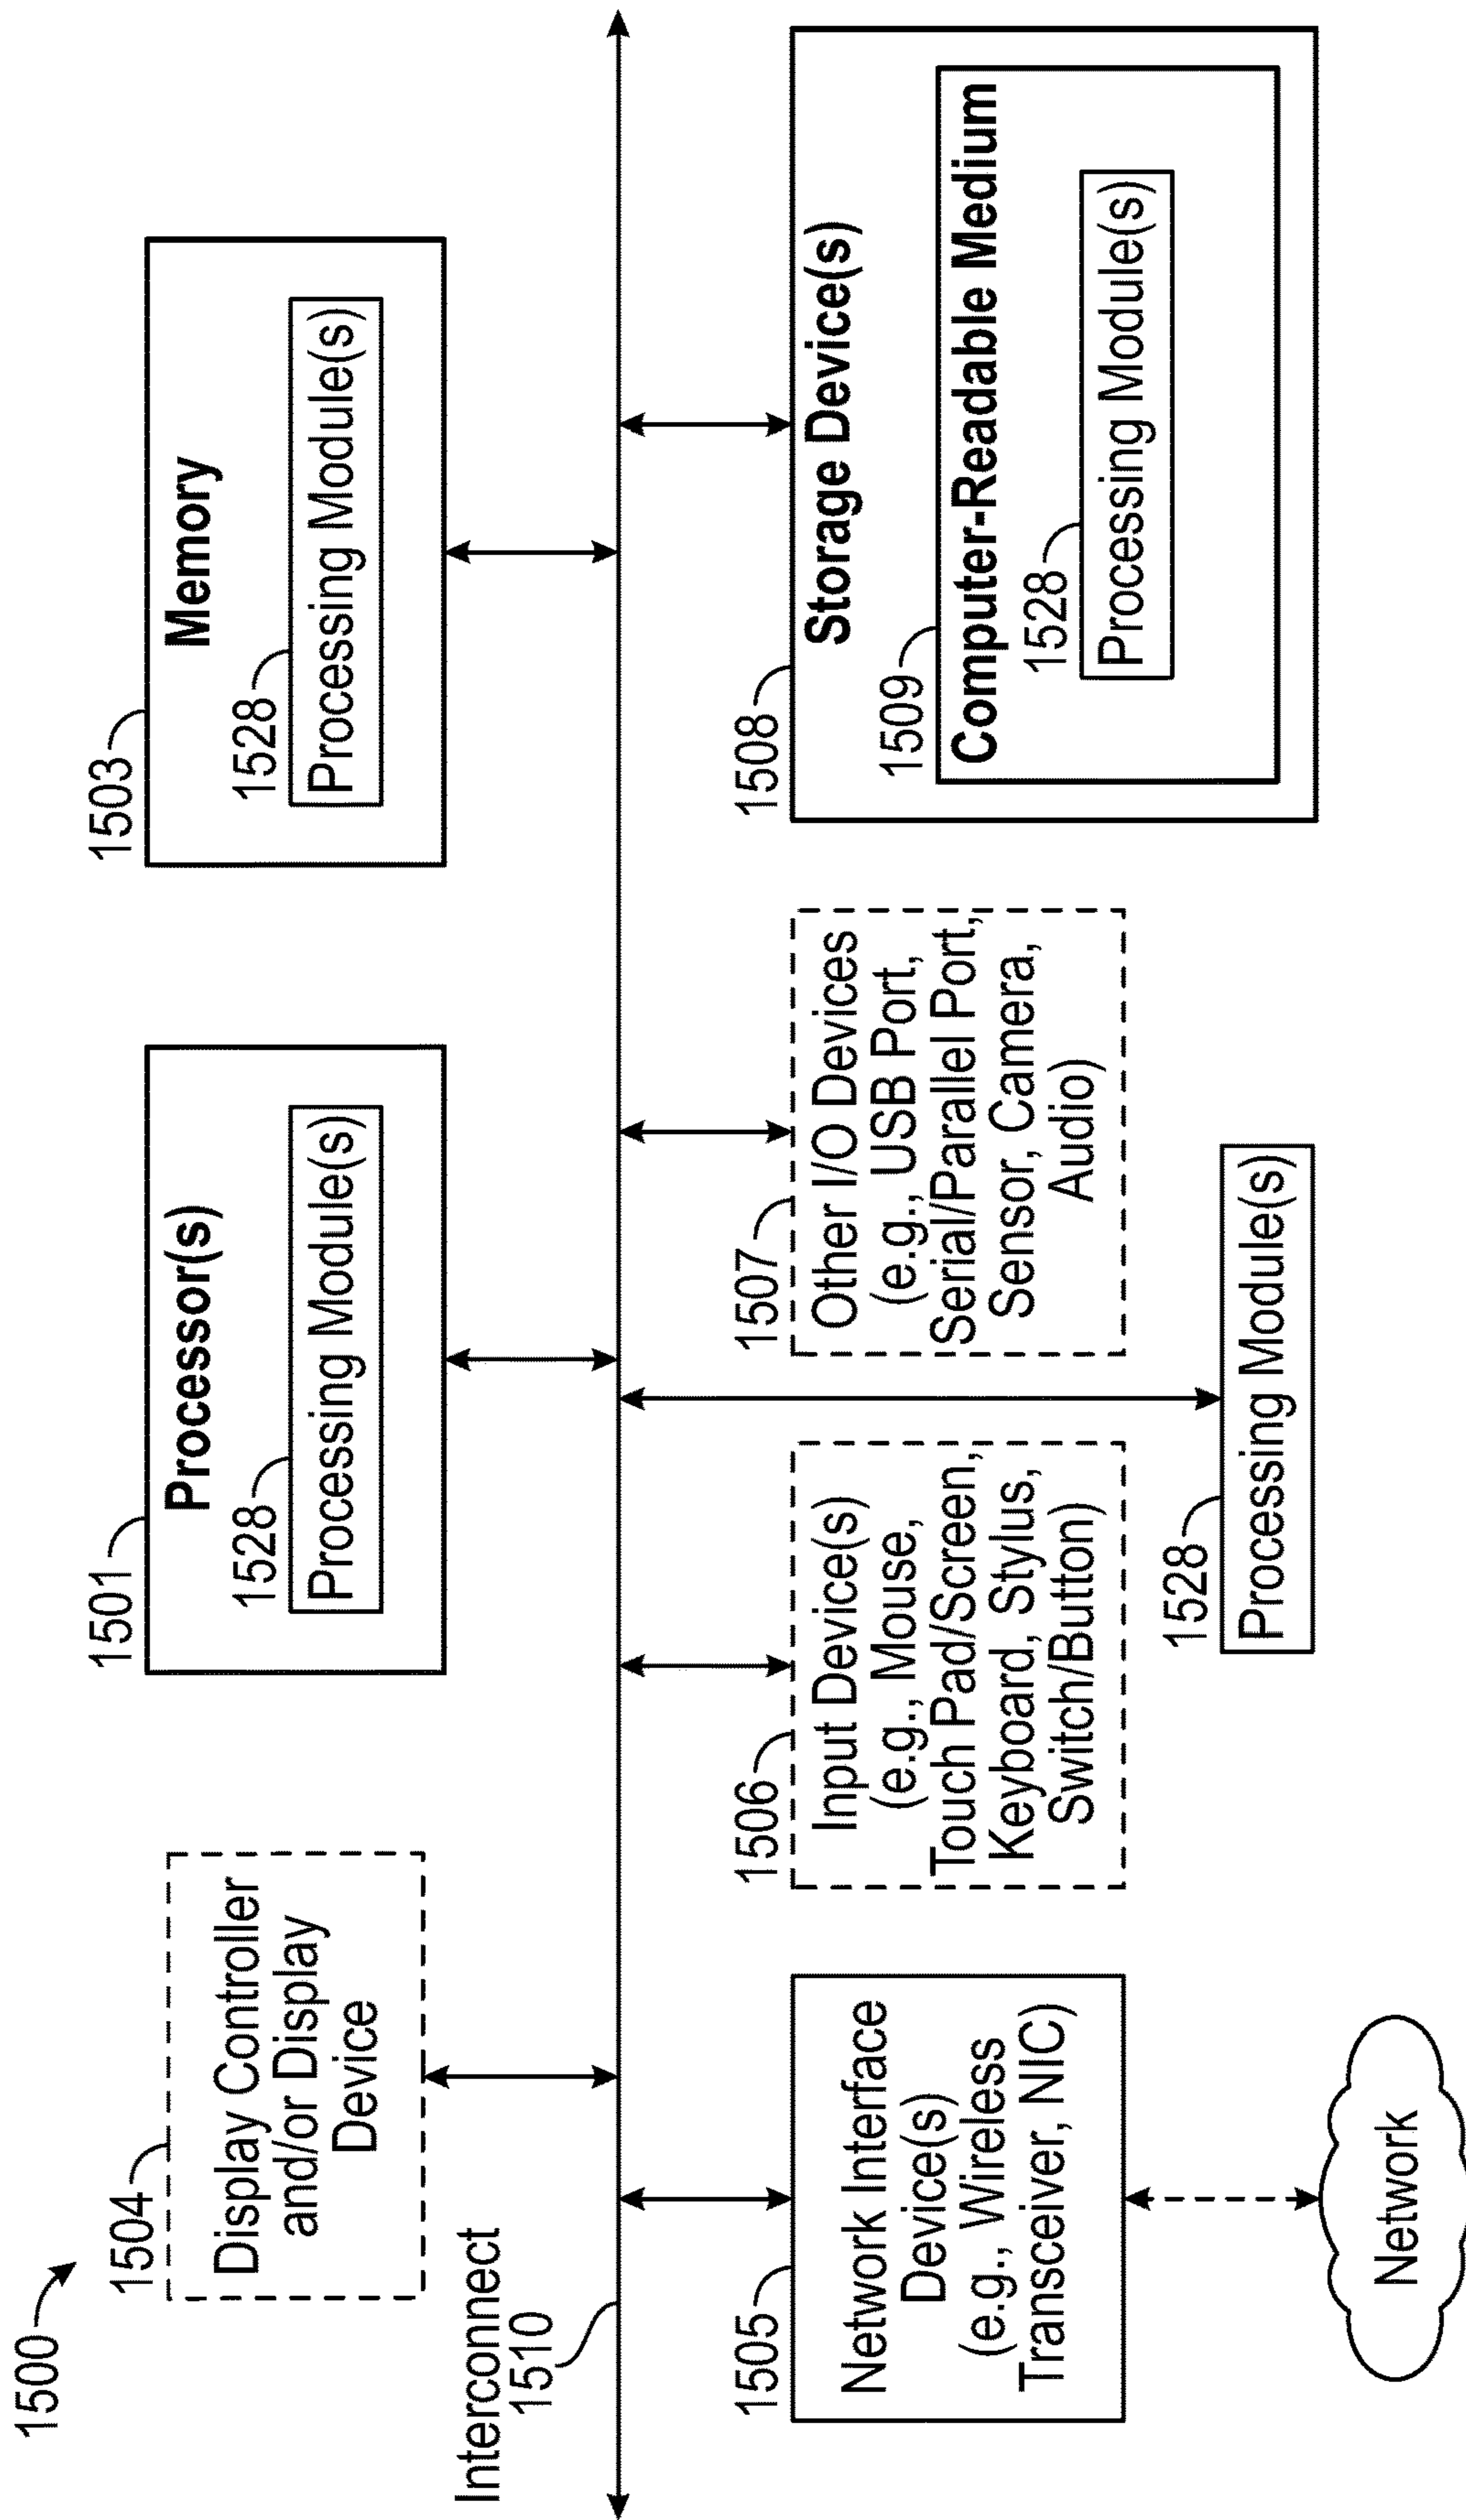 1500
1504
Display Controller
and/or Display
Device
1501
Processor(s)
1528
Processing Module(s)
1503
Memory
1528
Processing Module(s)
Interconnect
1510
1505
Network Interface
Device(s)
(e.g., Wireless
Transceiver, NIC)
Network
1506
Input Device(s)
(e.g., Mouse,
Touch Pad/Screen,
Keyboard, Stylus,
Switch/Button)
1528
Processing Module(s)
1507
Other I/O Devices
(e.g., USB Port,
Serial/Parallel Port,
Sensor, Camera,
Audio)
1508
Storage Device(s)
1509
Computer-Readable Medium
1528
Processing Module(s)